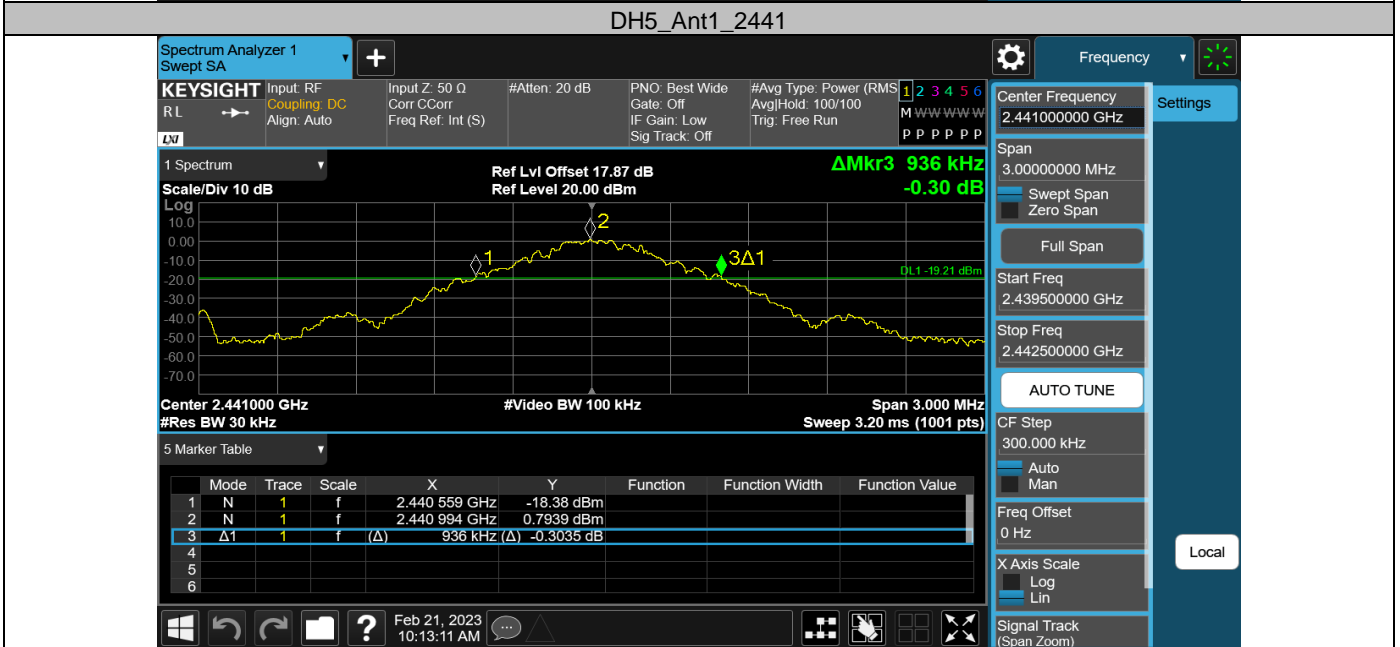 DH5_Ant1_2441
Spectrum Analyzer 1
Swept SA
+
Frequency
KEYSIGHT
RL
LXI
Input: RF
Coupling: DC
Align: Auto
Input Z: 50 Ω
Corr CCorr
Freq Ref: Int (S)
#Atten: 20 dB
PNO: Best Wide
Gate: Off
IF Gain: Low
Sig Track: Off
#Avg Type: Power (RMS
Avg|Hold: 100/100
Trig: Free Run
1 2 3 4 5 6
M W W W W W
P P P P P P
1 Spectrum
Scale/Div 10 dB
Ref Lvl Offset 17.87 dB
Ref Level 20.00 dBm
ΔMkr3 936 kHz
-0.30 dB
Log
10.0
0.00
-10.0
-20.0
-30.0
-40.0
-50.0
-60.0
-70.0
1
2
3Δ1
DL1 -19.21 dBm
Center 2.441000 GHz
#Video BW 100 kHz
Span 3.000 MHz
#Res BW 30 kHz
Sweep 3.20 ms (1001 pts)
5 Marker Table
Mode Trace Scale X Y Function Function Width Function Value
1 N 1 f 2.440 559 GHz -18.38 dBm
2 N 1 f 2.440 994 GHz 0.7939 dBm
3 Δ1 1 f (Δ) 936 kHz (Δ) -0.3035 dB
4
5
6
?
Feb 21, 2023
10:13:11 AM
Center Frequency
2.441000000 GHz
Span
3.00000000 MHz
Swept Span
Zero Span
Full Span
Start Freq
2.439500000 GHz
Stop Freq
2.442500000 GHz
AUTO TUNE
CF Step
300.000 kHz
Auto
Man
Freq Offset
0 Hz
X Axis Scale
Log
Lin
Signal Track
(Span Zoom)
Settings
Local